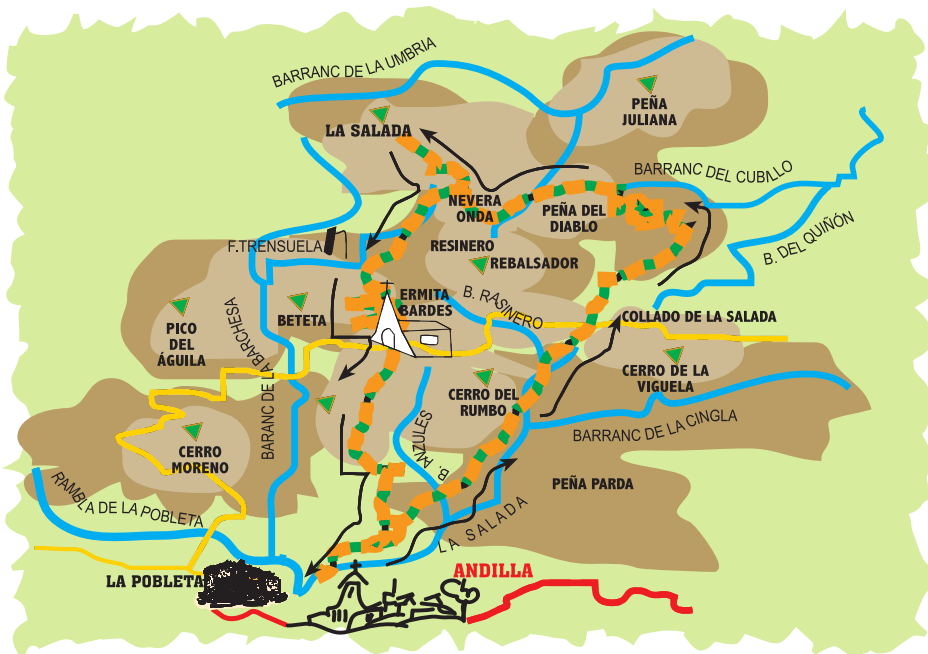 BARRANC DE LA UMBRIA
PEÑA
JULIANA
LA SALADA
BARRANC DEL CUBILLO
NEVERA
ONDA
PEÑA DEL
DIABLO
B. DEL QUIÑÓN
F.TRENSUELA
RESINERO
REBALSADOR
ERMITA
BARDES
B. RASINERO
BETETA
PICO
DEL
ÁGUILA
COLLADO DE LA SALADA
BARANC DE LA BARCHESA
CERRO DE LA
VIGUELA
CERRO DEL
RUMBO
BARRANC DE LA CINGLA
B. ANZULES
CERRO
MORENO
PEÑA PARDA
RAMBLA DE LA POBLETA
LA SALADA
LA POBLETA
ANDILLA